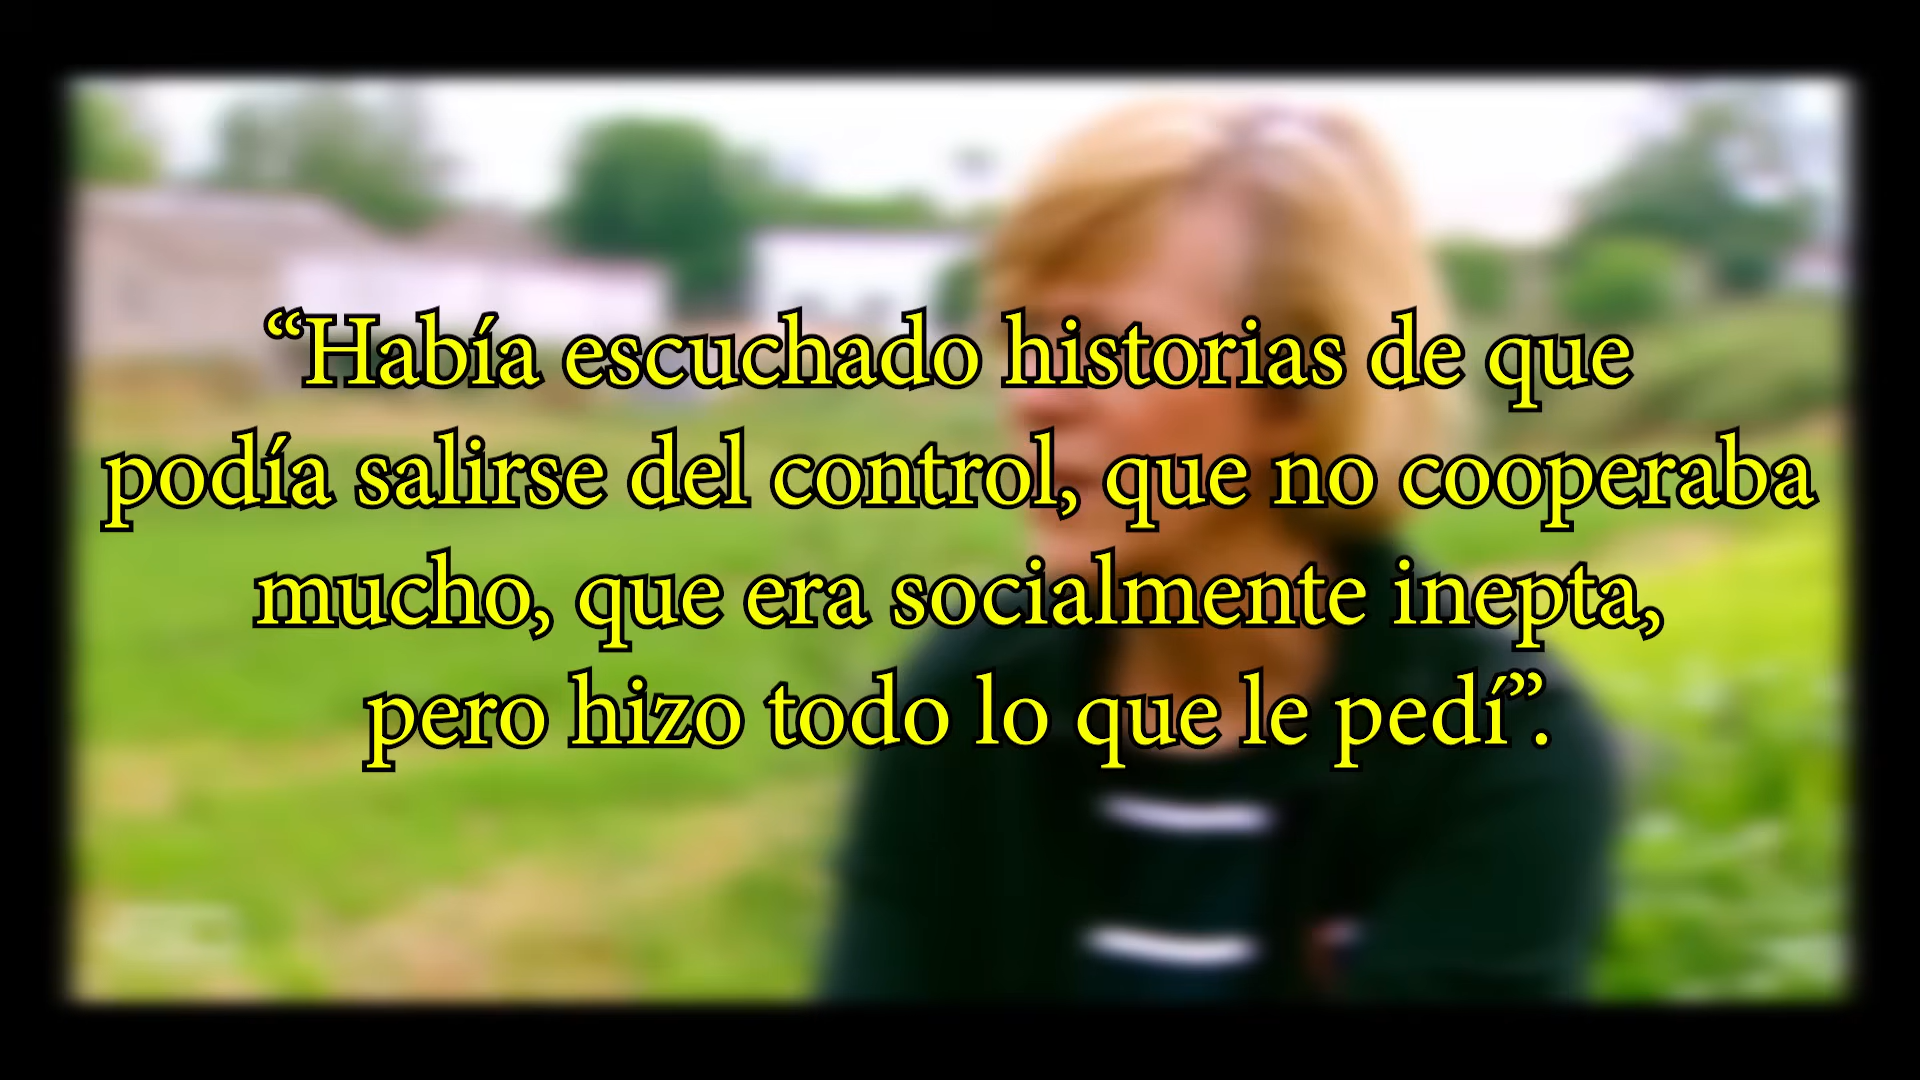 “Había escuchado historias de que
podía salirse del control, que no cooperaba
mucho, que era socialmente inepta,
pero hizo todo lo que le pedí”.